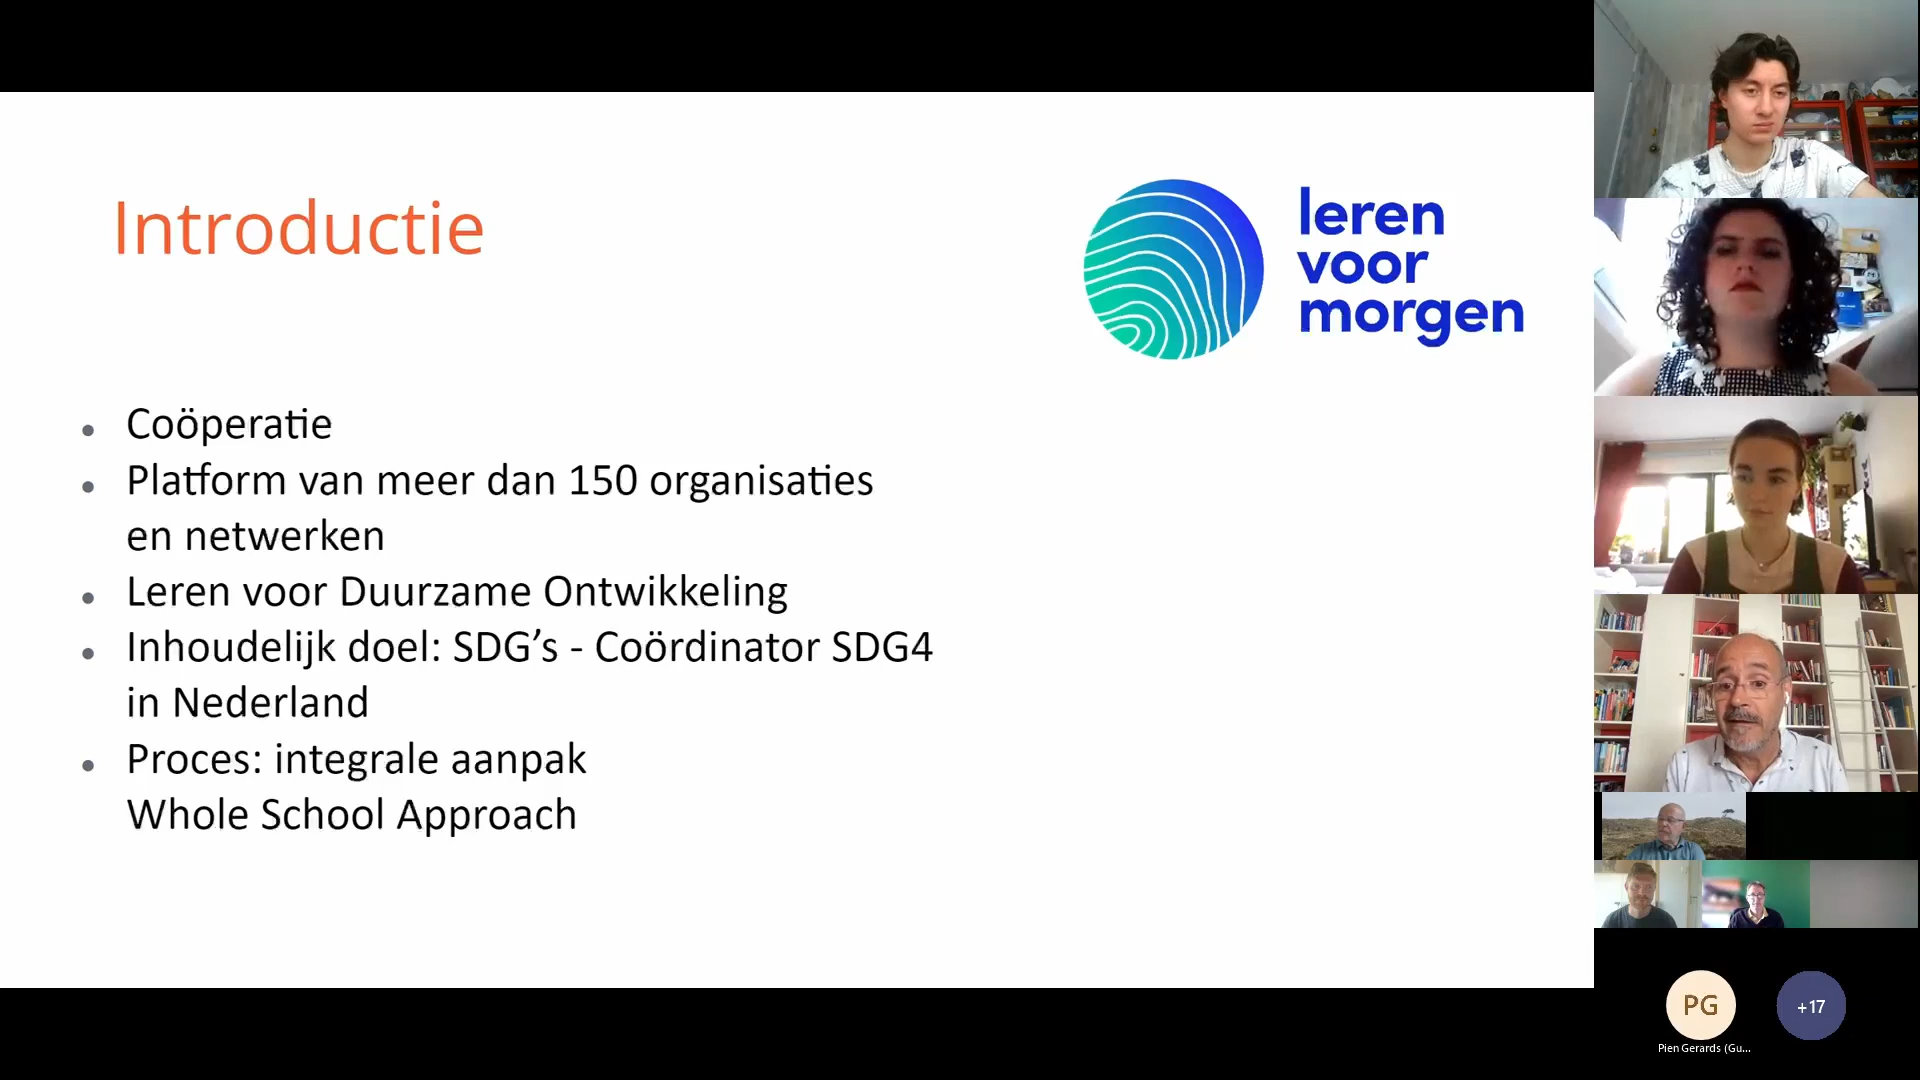 Introductie
leren
voor
morgen
Coöperatie
Platform van meer dan 150 organisaties
en netwerken
Leren voor Duurzame Ontwikkeling
Inhoudelijk doel: SDG’s - Coördinator SDG4
in Nederland
Proces: integrale aanpak
Whole School Approach
PG
+17
Pien Gerards (Gu...